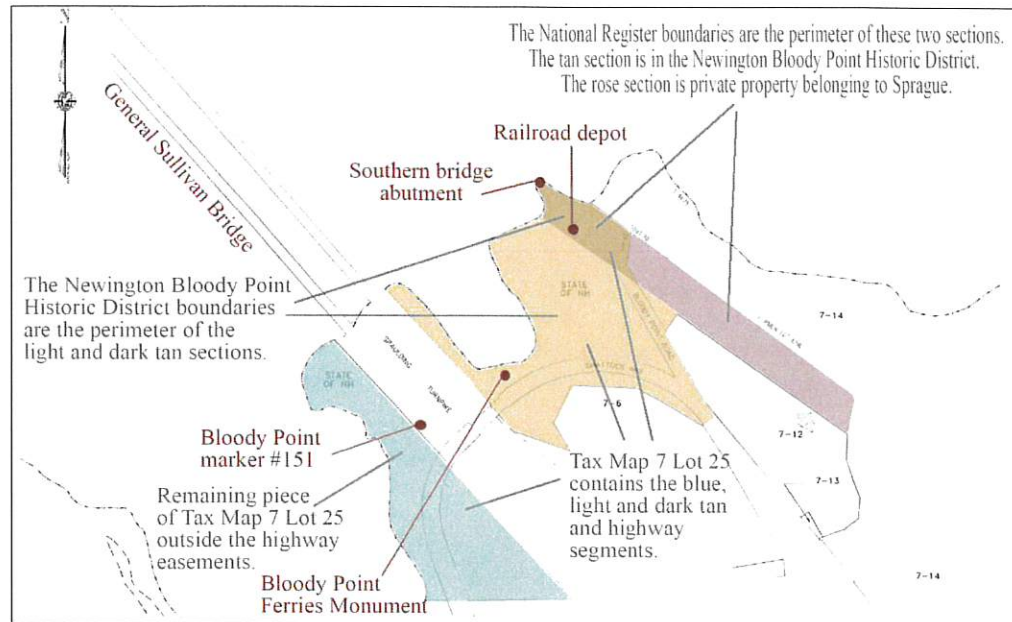 The National Register boundaries are the perimeter of these two sections.
The tan section is in the Newington Bloody Point Historic District.
The rose section is private property belonging to Sprague.
Railroad depot
Southern bridge
abutment
General Sullivan Bridge
The Newington Bloody Point
Historic District boundaries
are the perimeter of the
light and dark tan sections.
STATE
OF NH
7-14
SPAULDING
TURNPIKE
STATE
OF NH
7-6
Bloody Point
marker #151
7-12
Tax Map 7 Lot 25
contains the blue,
light and dark tan
and highway
segments.
7-13
Remaining piece
of Tax Map 7 Lot 25
outside the highway
easements.
Bloody Point
Ferries Monument
7-14